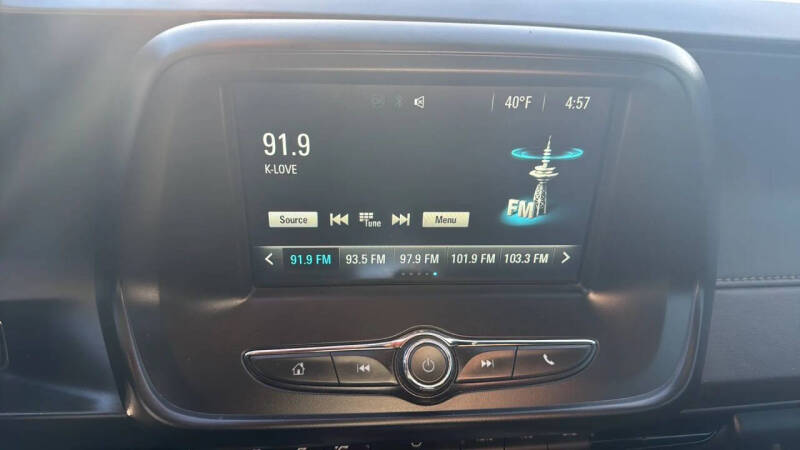 40°F 4:57
91.9
K-LOVE
FM
Source Tune Menu
91.9 FM 93.5 FM 97.9 FM 101.9 FM 103.3 FM